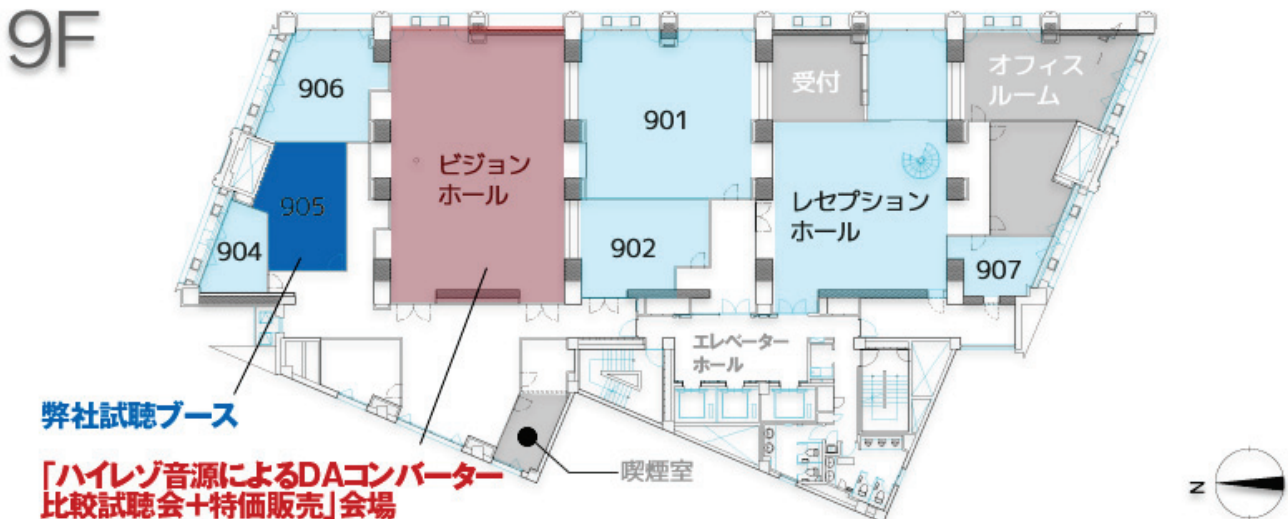 9F
906
ビジョン
ホール
901
受付
オフィス
ルーム
905
904
902
レセプション
ホール
907
エレベーター
ホール
弊社試聴ブース
「ハイレゾ音源によるDAコンバーター
比較試聴会+特価販売」会場
喫煙室
N